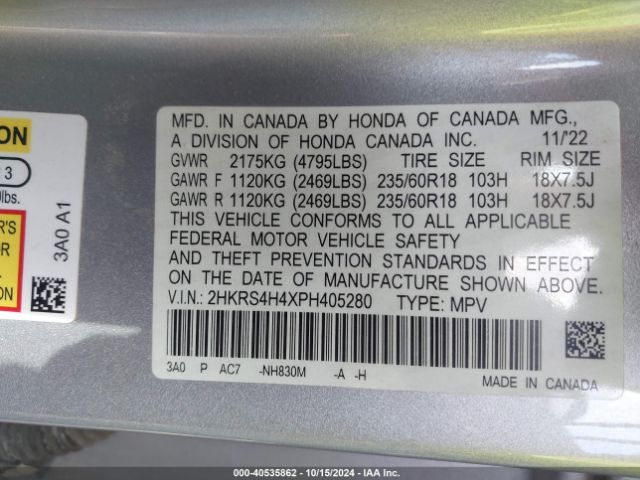 ON
3
lbs.
R'S
OR
3A0 A1
MFD. IN CANADA BY HONDA OF CANADA MFG.,
A DIVISION OF HONDA CANADA INC. 11/'22
GVWR 2175KG (4795LBS) TIRE SIZE RIM SIZE
GAWR F 1120KG (2469LBS) 235/60R18 103H 18X7.5J
GAWR R 1120KG (2469LBS) 235/60R18 103H 18X7.5J
THIS VEHICLE CONFORMS TO ALL APPLICABLE
FEDERAL MOTOR VEHICLE SAFETY
AND THEFT PREVENTION STANDARDS IN EFFECT
ON THE DATE OF MANUFACTURE SHOWN ABOVE.
V.I.N.: 2HKRS4H4XPH405280 TYPE: MPV
3A0 P AC7 -NH830M -A -H
MADE IN CANADA
000-40535862 - 10/15/2024 - IAA Inc.